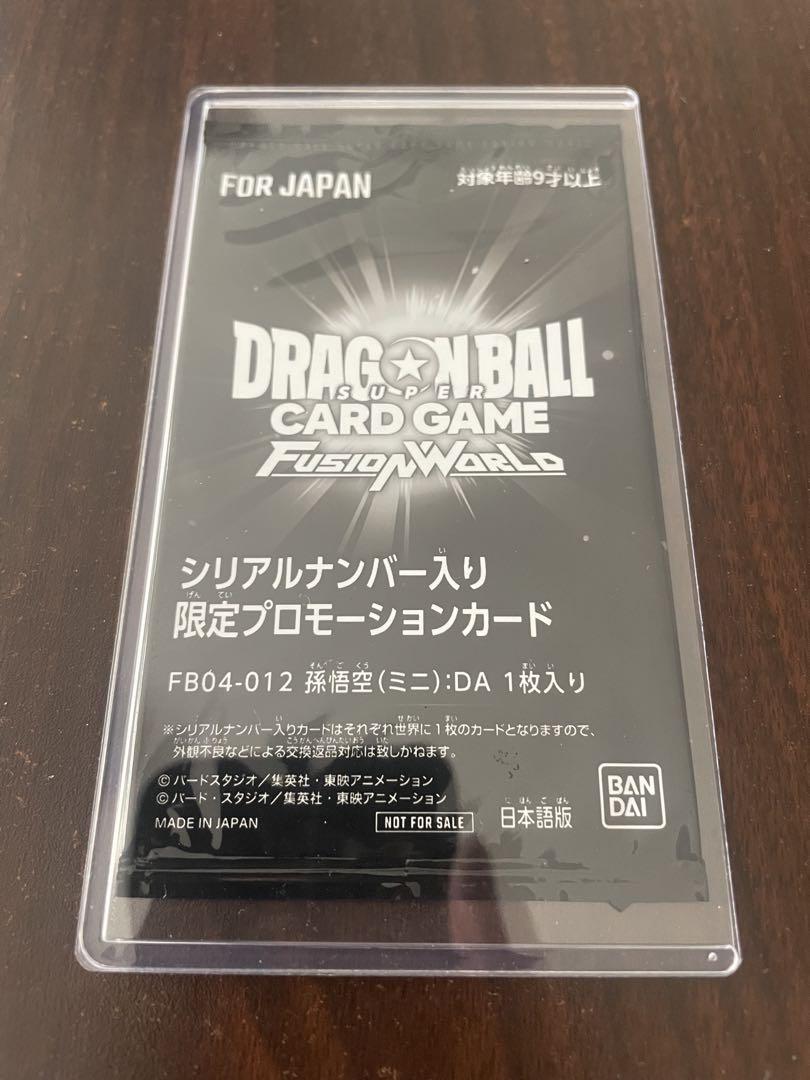 FOR JAPAN
対象年齢9才以上
DRAGON BALL
SUPER
CARD GAME
FUSION WORLD
シリアルナンバー入り
限定プロモーションカード
FB04-012 孫悟空(ミニ):DA 1枚入り
※シリアルナンバー入りカードはそれぞれ世界に1枚のカードとなりますので、
外観不良などによる交換返品対応は致しかねます。
©バードスタジオ/集英社・東映アニメーション
©バード・スタジオ/集英社・東映アニメーション
MADE IN JAPAN
NOT FOR SALE
日本語版
BAN
DAI